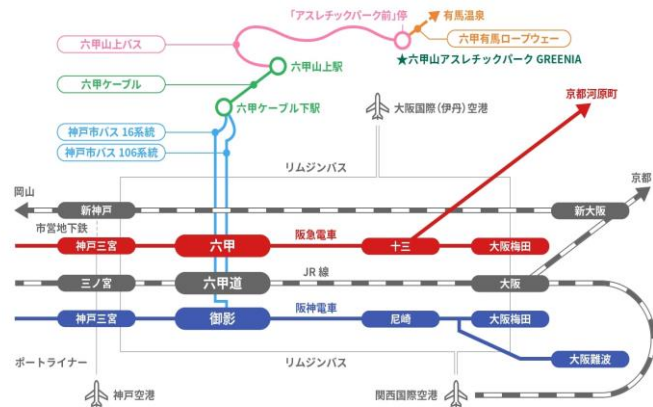 「アスレチックパーク前」停
有馬温泉
六甲山上バス
六甲有馬ロープウェー
★六甲山アスレチックパーク GREENIA
六甲山上駅
六甲ケーブル
京都河原町
六甲ケーブル下駅
大阪国際(伊丹)空港
神戸市バス 16系統
神戸市バス 106系統
リムジンバス
京都
岡山
新神戸
新大阪
市営地下鉄
神戸三宮
六甲
阪急電車
十三
大阪梅田
三ノ宮
六甲道
JR 線
大阪
神戸三宮
御影
阪神電車
尼崎
大阪梅田
大阪難波
ポートライナー
リムジンバス
神戸空港
関西国際空港